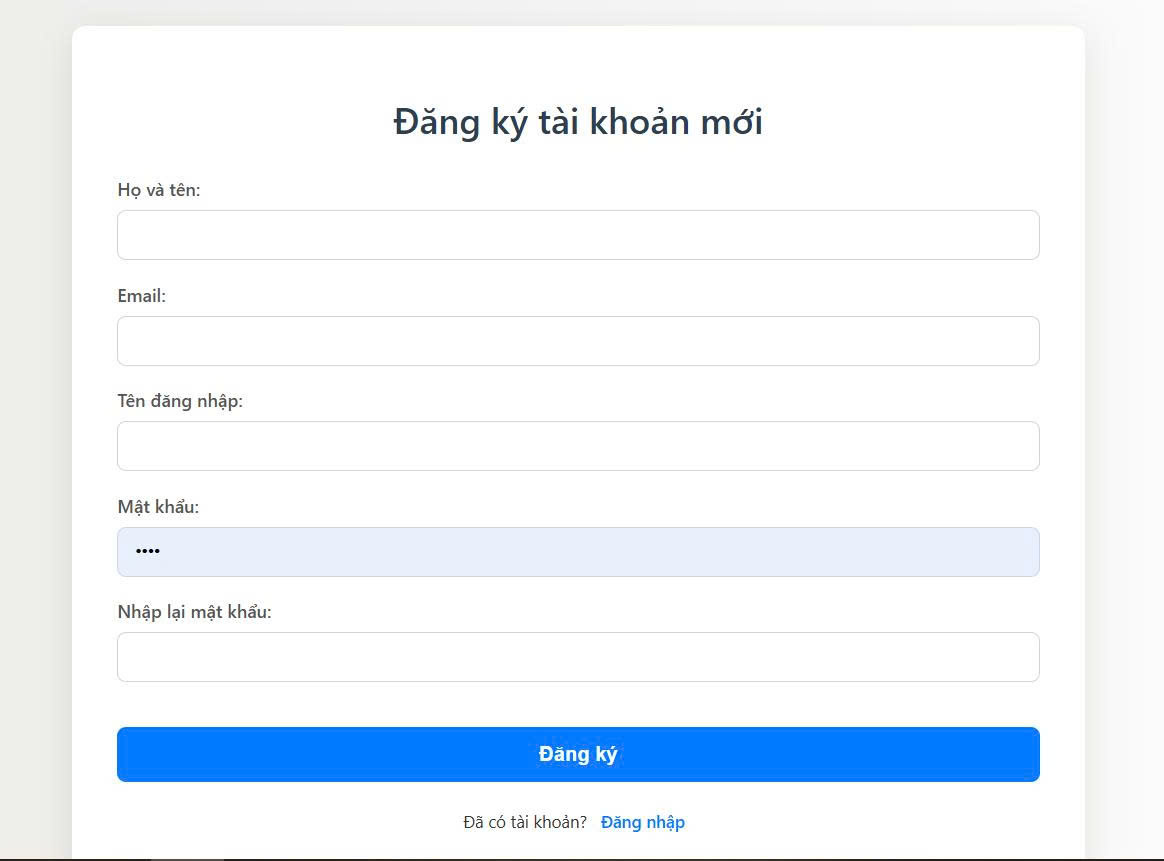 Đăng ký tài khoản mới
Họ và tên:
Email:
Tên đăng nhập:
Mật khẩu:
••••
Nhập lại mật khẩu:
Đăng ký
Đã có tài khoản? Đăng nhập